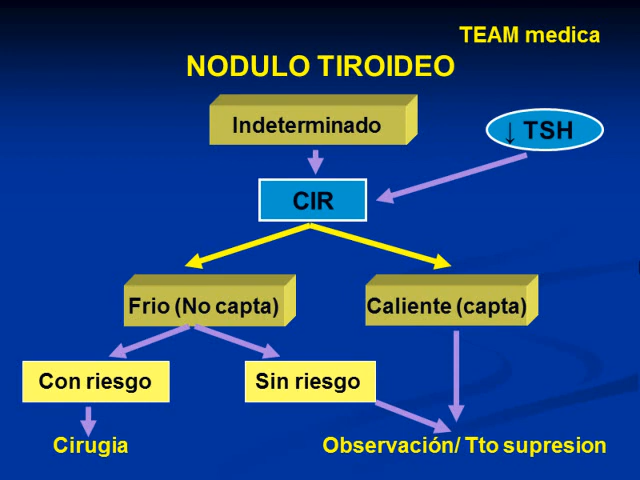 TEAM medica
NODULO TIROIDEO
Indeterminado
↓ TSH
CIR
Frio (No capta)
Caliente (capta)
Con riesgo
Sin riesgo
Cirugia
Observación/ Tto supresion